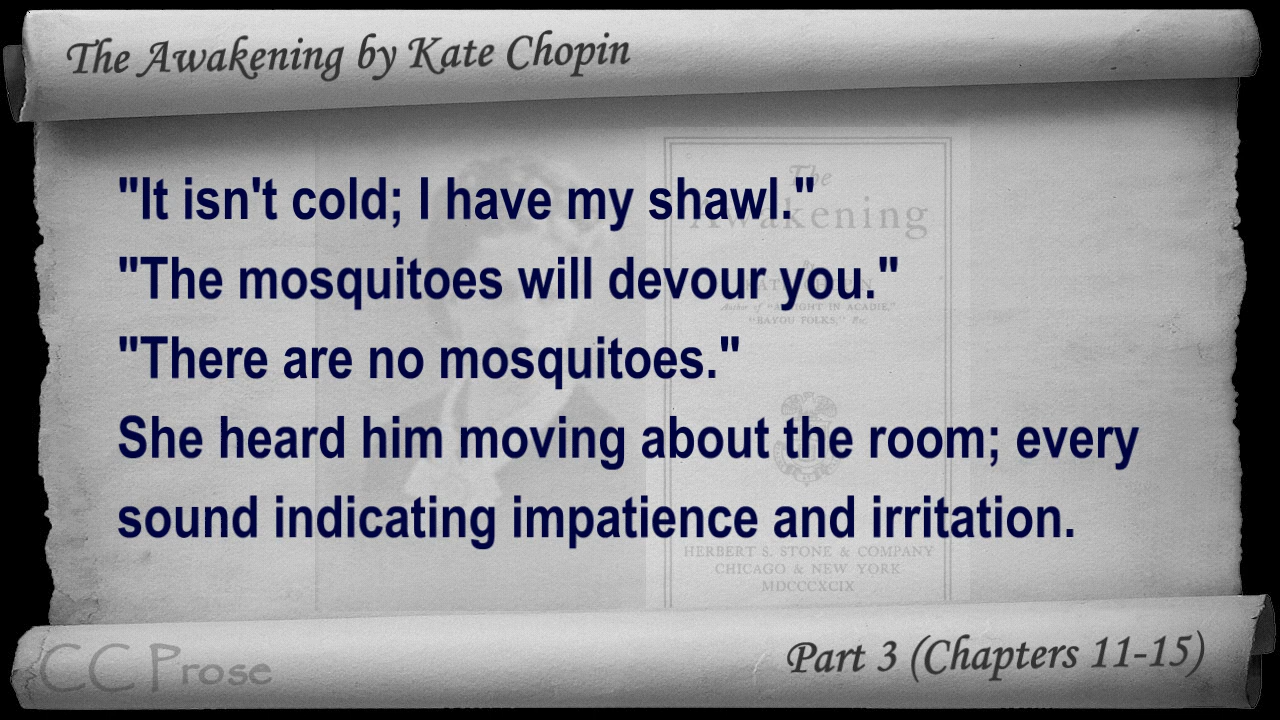 The Awakening by Kate Chopin
"It isn't cold; I have my shawl."
"The mosquitoes will devour you."
"There are no mosquitoes."
She heard him moving about the room; every
sound indicating impatience and irritation.
The
Awakening
HERBERT S. STONE & COMPANY
CHICAGO & NEW YORK
MDCCCXCIX
CC Prose
Part 3 (Chapters 11-15)